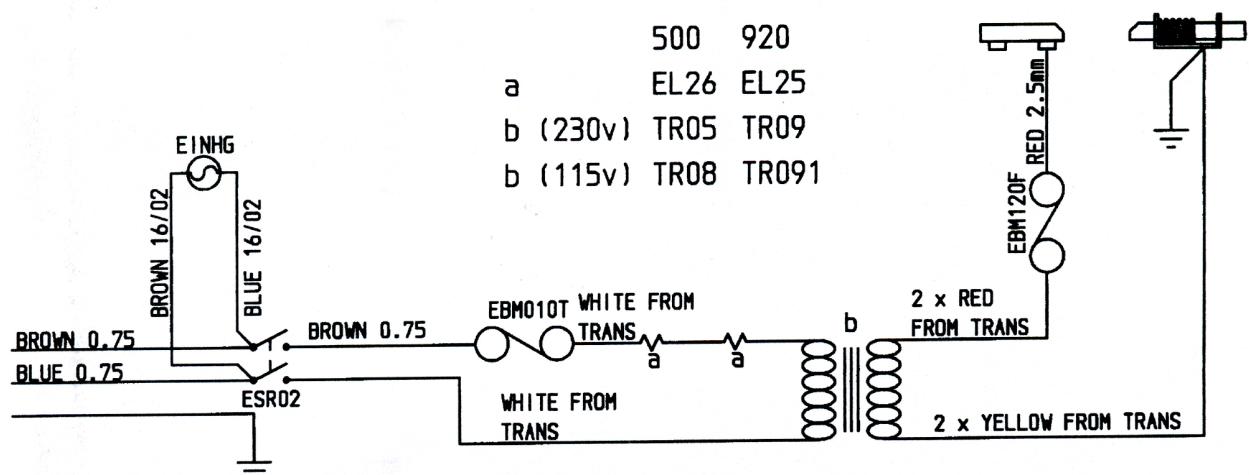 500 920
a EL26 EL25
b (230v) TR05 TR09
b (115v) TR08 TR091
EINHG
BROWN 16/02
BLUE 16/02
RED 2.5mm
EBM120F
BROWN 0.75
BROWN 0.75
EBM010T
WHITE FROM
TRANS
a
a
b
2 x RED
FROM TRANS
BLUE 0.75
ESR02
WHITE FROM
TRANS
2 x YELLOW FROM TRANS